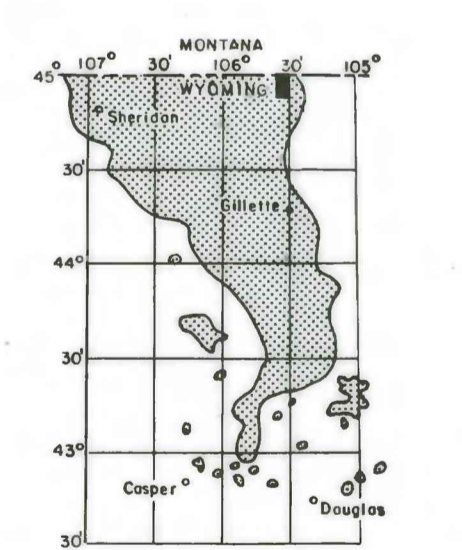 MONTANA
107° 30' 106° 30' 105°
45°
WYOMING
Sheridan
30'
Gillette
44°
30'
43°
Casper
Douglas
30'